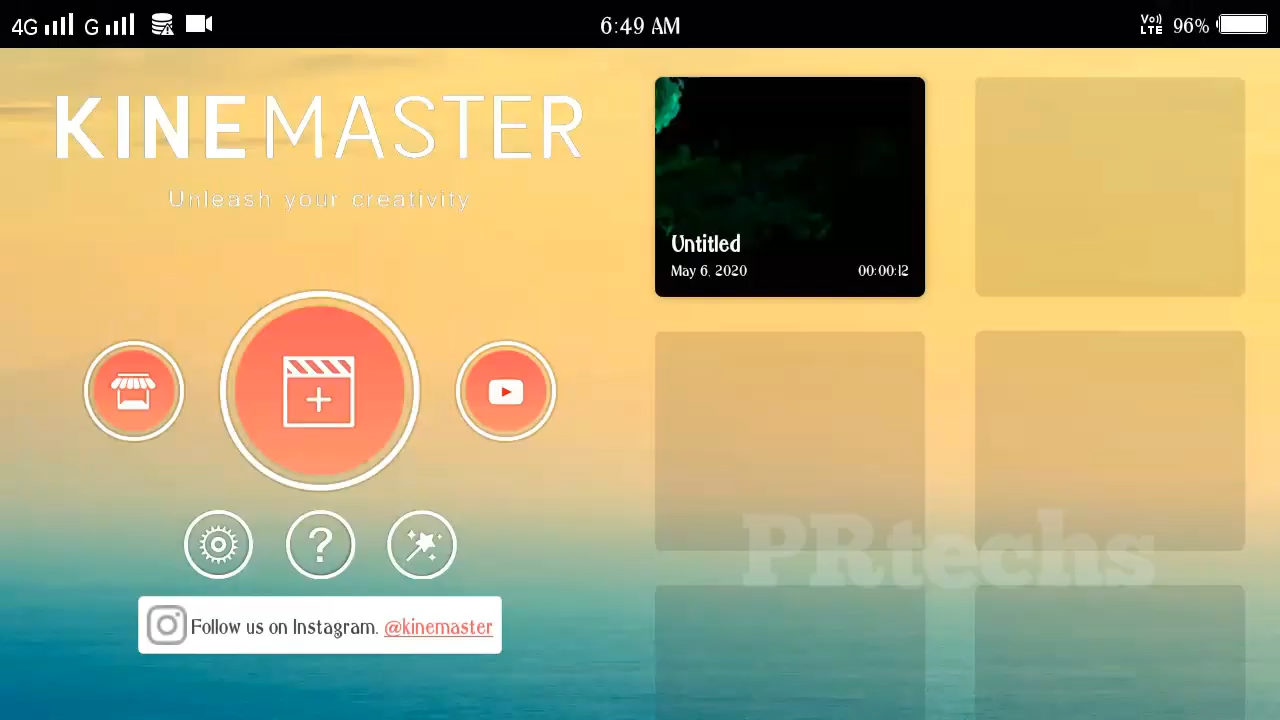 4G G 6:49 AM Vo)) LTE 96%
KINEMASTER
Unleash your creativity
Untitled
May 6, 2020 00:00:12
?
PRtechs
Follow us on Instagram. @kinemaster